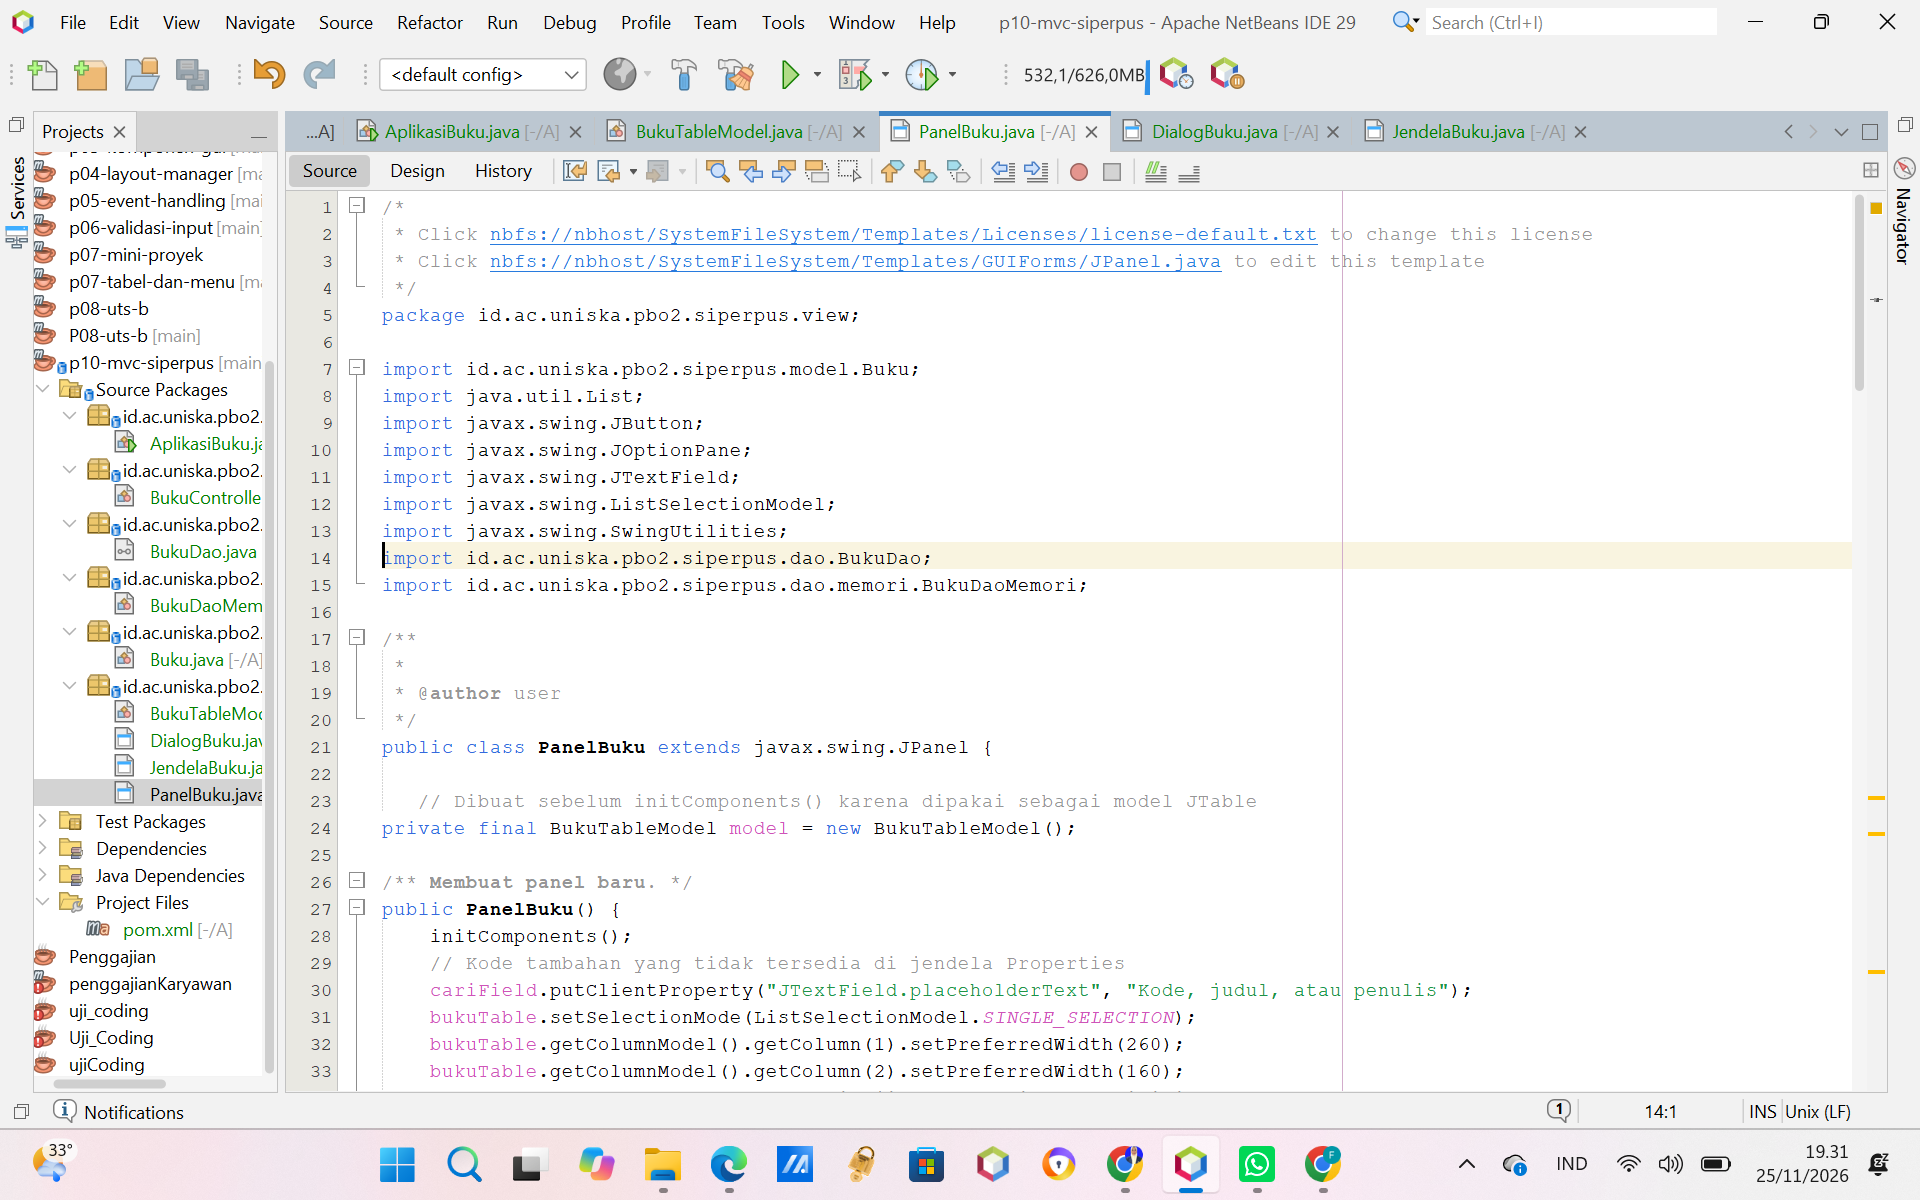 File Edit View Navigate Source Refactor Run Debug Profile Team Tools Window Help p10-mvc-siperpus - Apache NetBeans IDE 29 Search (Ctrl+I)
<default config> 532,1/626,0MB
Projects
...A] AplikasiBuku.java [-/A] BukuTableModel.java [-/A] PanelBuku.java [-/A] DialogBuku.java [-/A] JendelaBuku.java [-/A]
Source Design History
Services
Navigator
p04-layout-manager [ma
p05-event-handling [mai
p06-validasi-input [main]
p07-mini-proyek
p07-tabel-dan-menu [m
p08-uts-b
P08-uts-b [main]
p10-mvc-siperpus [main
Source Packages
id.ac.uniska.pbo2.
AplikasiBuku.ja
id.ac.uniska.pbo2.
BukuControlle
id.ac.uniska.pbo2.
BukuDao.java
id.ac.uniska.pbo2.
BukuDaoMem
id.ac.uniska.pbo2.
Buku.java [-/A]
id.ac.uniska.pbo2.
BukuTableMod
DialogBuku.jav
JendelaBuku.ja
PanelBuku.java
Test Packages
Dependencies
Java Dependencies
Project Files
pom.xml [-/A]
Penggajian
penggajianKaryawan
uji_coding
Uji_Coding
ujiCoding
1 /*
2 * Click nbfs://nbhost/SystemFileSystem/Templates/Licenses/license-default.txt to change this license
3 * Click nbfs://nbhost/SystemFileSystem/Templates/GUIForms/JPanel.java to edit this template
4 */
5 package id.ac.uniska.pbo2.siperpus.view;
6
7 import id.ac.uniska.pbo2.siperpus.model.Buku;
8 import java.util.List;
9 import javax.swing.JButton;
10 import javax.swing.JOptionPane;
11 import javax.swing.JTextField;
12 import javax.swing.ListSelectionModel;
13 import javax.swing.SwingUtilities;
14 import id.ac.uniska.pbo2.siperpus.dao.BukuDao;
15 import id.ac.uniska.pbo2.siperpus.dao.memori.BukuDaoMemori;
16
17 /**
18 *
19 * @author user
20 */
21 public class PanelBuku extends javax.swing.JPanel {
22
23 // Dibuat sebelum initComponents() karena dipakai sebagai model JTable
24 private final BukuTableModel model = new BukuTableModel();
25
26 /** Membuat panel baru. */
27 public PanelBuku() {
28 initComponents();
29 // Kode tambahan yang tidak tersedia di jendela Properties
30 cariField.putClientProperty("JTextField.placeholderText", "Kode, judul, atau penulis");
31 bukuTable.setSelectionMode(ListSelectionModel.SINGLE_SELECTION);
32 bukuTable.getColumnModel().getColumn(1).setPreferredWidth(260);
33 bukuTable.getColumnModel().getColumn(2).setPreferredWidth(160);
Notifications 1 14:1 INS Unix (LF)
33° IND 19.31
25/11/2026